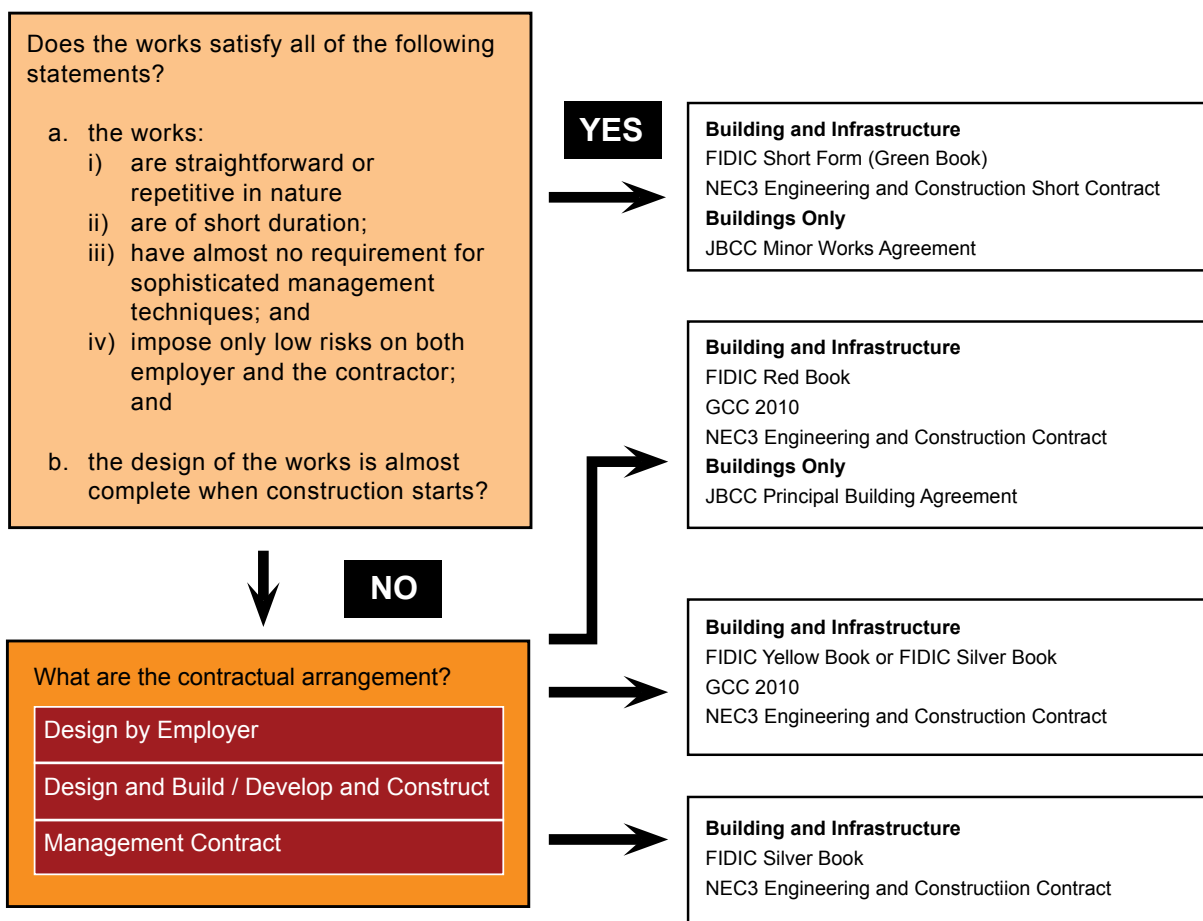 Does the works satisfy all of the following
statements?
a. the works:
i) are straightforward or
repetitive in nature
ii) are of short duration;
iii) have almost no requirement for
sophisticated management
techniques; and
iv) impose only low risks on both
employer and the contractor;
and
b. the design of the works is almost
complete when construction starts?
YES
Building and Infrastructure
FIDIC Short Form (Green Book)
NEC3 Engineering and Construction Short Contract
Buildings Only
JBCC Minor Works Agreement
NO
What are the contractual arrangement?
Design by Employer
Design and Build / Develop and Construct
Management Contract
Building and Infrastructure
FIDIC Red Book
GCC 2010
NEC3 Engineering and Construction Contract
Buildings Only
JBCC Principal Building Agreement
Building and Infrastructure
FIDIC Yellow Book or FIDIC Silver Book
GCC 2010
NEC3 Engineering and Construction Contract
Building and Infrastructure
FIDIC Silver Book
NEC3 Engineering and Constructiion Contract